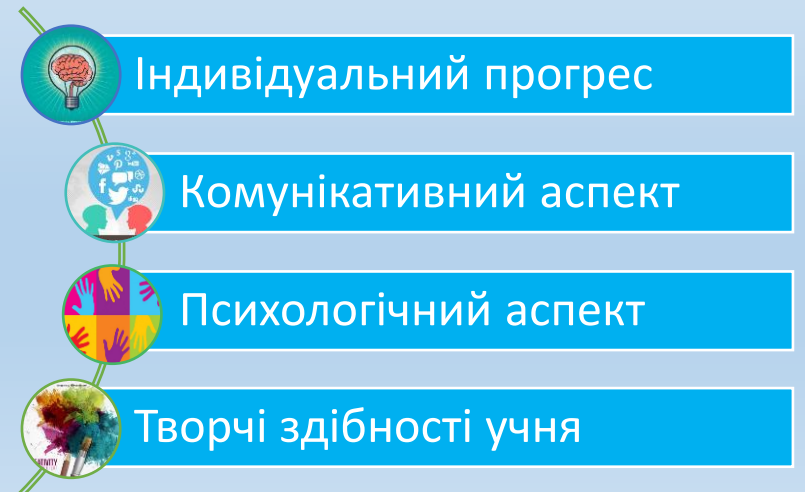 Індивідуальний прогрес
Комунікативний аспект
Психологічний аспект
Творчі здібності учня